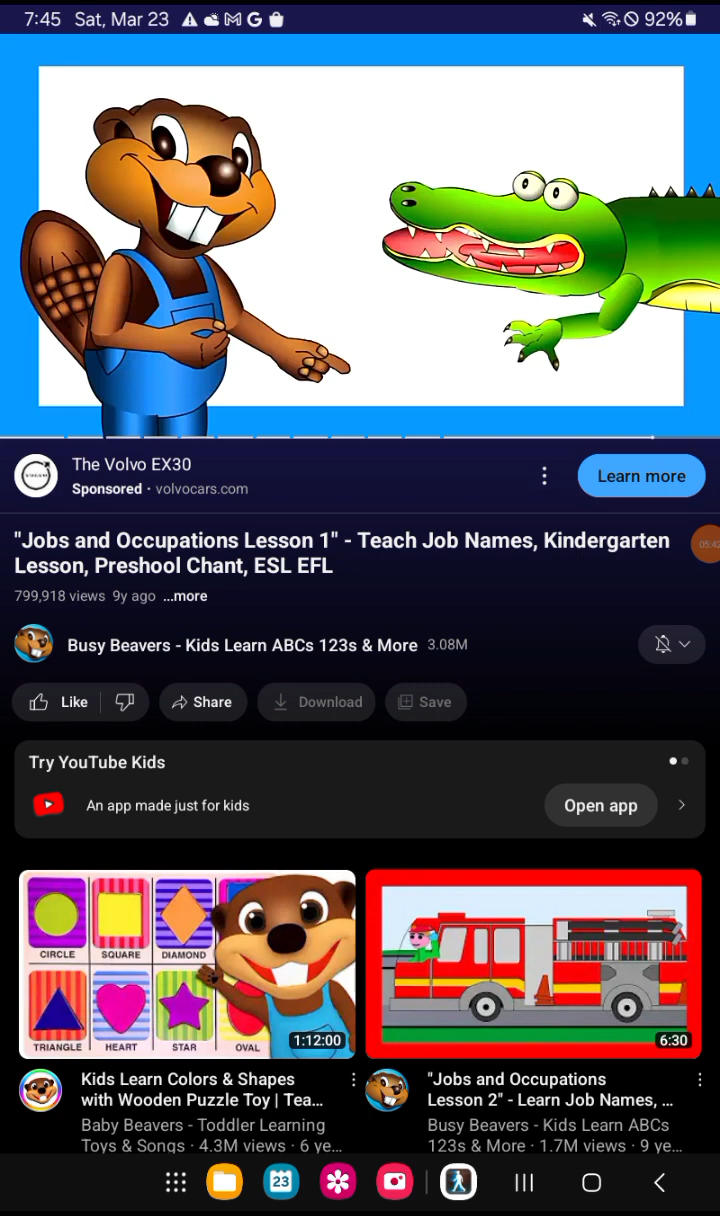 7:45 Sat, Mar 23 92%
The Volvo EX30
Sponsored · volvocars.com
Learn more
"Jobs and Occupations Lesson 1" - Teach Job Names, Kindergarten
Lesson, Preshool Chant, ESL EFL
799,918 views 9y ago ...more
Busy Beavers - Kids Learn ABCs 123s & More 3.08M
Like Share Download Save
Try YouTube Kids
An app made just for kids
Open app
CIRCLE SQUARE DIAMOND
TRIANGLE HEART STAR OVAL
1:12:00
6:30
Kids Learn Colors & Shapes
with Wooden Puzzle Toy | Tea...
Baby Beavers - Toddler Learning
Toys & Songs · 4.3M views · 6 ye...
"Jobs and Occupations
Lesson 2" - Learn Job Names, ...
Busy Beavers - Kids Learn ABCs
123s & More · 1.7M views · 9 ye...
23